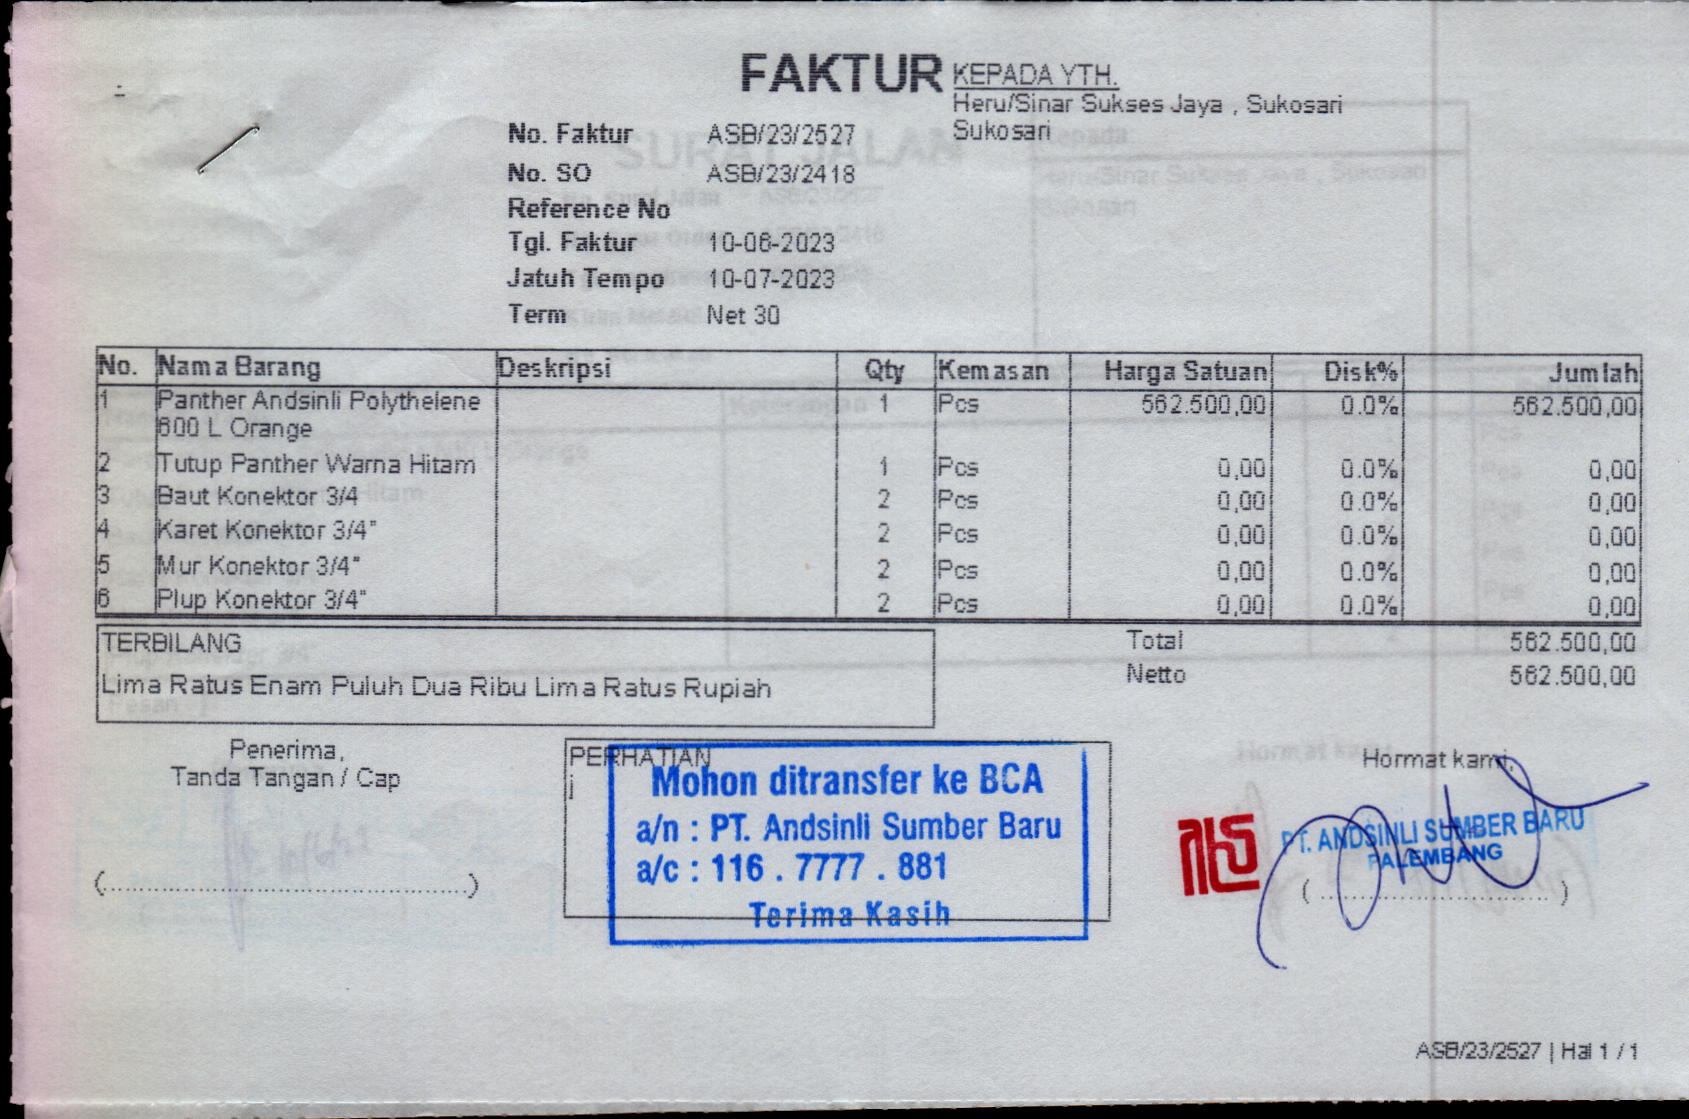 FAKTUR
KEPADA YTH.
Heru/Sinar Sukses Jaya , Sukosari
Sukosari
No. Faktur ASB/23/2527
No. SO ASB/23/2418
Reference No
Tgl. Faktur 10-06-2023
Jatuh Tempo 10-07-2023
Term Net 30
No. Nama Barang Deskripsi Qty Kemasan Harga Satuan Disk% Jumlah
1 Panther Andsinli Polythelene 1 Pcs 562.500,00 0.0% 562.500,00
600 L Orange
2 Tutup Panther Warna Hitam 1 Pcs 0,00 0.0% 0,00
3 Baut Konektor 3/4 2 Pcs 0,00 0.0% 0,00
4 Karet Konektor 3/4" 2 Pcs 0,00 0.0% 0,00
5 Mur Konektor 3/4" 2 Pcs 0,00 0.0% 0,00
6 Plup Konektor 3/4" 2 Pcs 0,00 0.0% 0,00
TERBILANG
Lima Ratus Enam Puluh Dua Ribu Lima Ratus Rupiah
Total 562.500,00
Netto 562.500,00
Penerima,
Tanda Tangan / Cap
(............................................)
PERHATIAN
j
Mohon ditransfer ke BCA
a/n : PT. Andsinli Sumber Baru
a/c : 116 . 7777 . 881
Terima Kasih
Hormat kami,
PT. ANDSINLI SUMBER BARU
PALEMBANG
(............................)
ASB/23/2527 | Hal 1 / 1